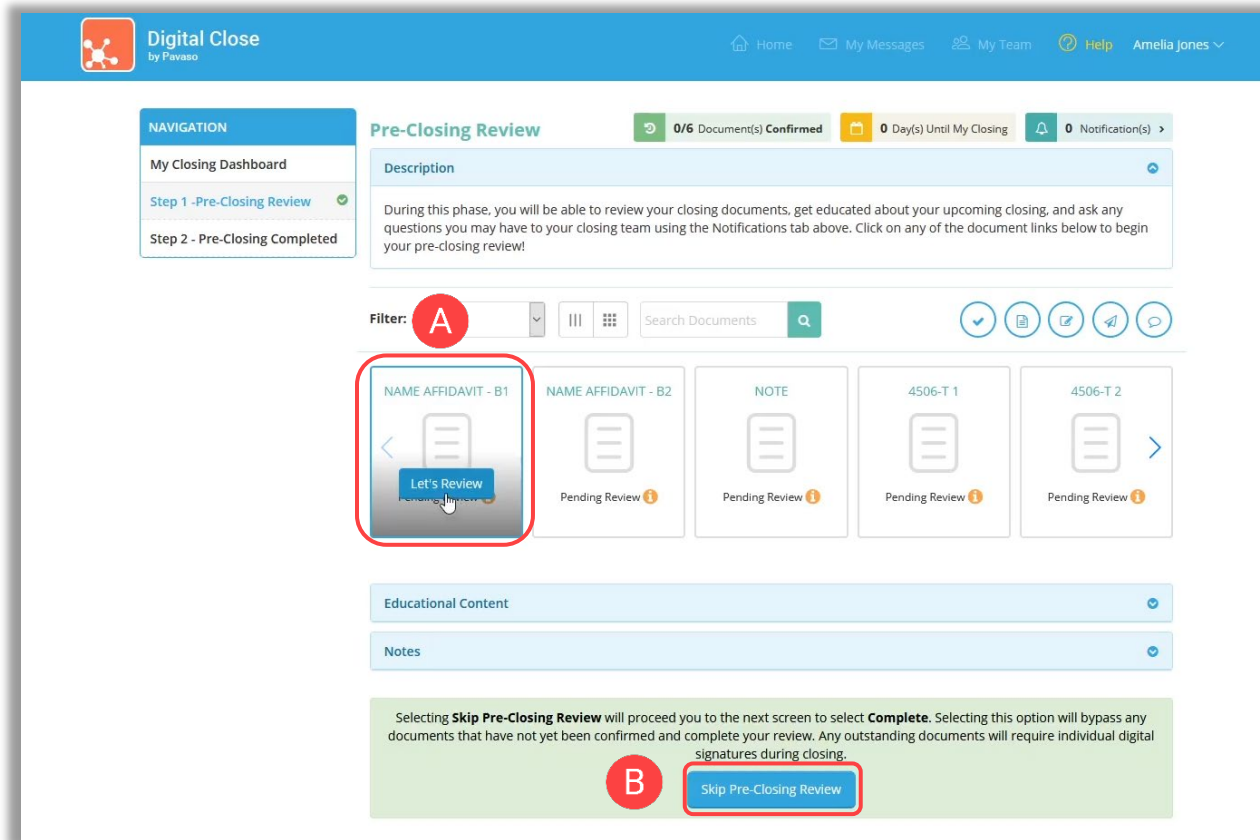 Digital Close
by Pavaso
Home
My Messages
My Team
Help
Amelia Jones
NAVIGATION
My Closing Dashboard
Step 1 -Pre-Closing Review
Step 2 - Pre-Closing Completed
Pre-Closing Review
0/6 Document(s) Confirmed
0 Day(s) Until My Closing
0 Notification(s)
Description
During this phase, you will be able to review your closing documents, get educated about your upcoming closing, and ask any
questions you may have to your closing team using the Notifications tab above. Click on any of the document links below to begin
your pre-closing review!
Filter:
A
Search Documents
NAME AFFIDAVIT - B1
NAME AFFIDAVIT - B2
NOTE
4506-T 1
4506-T 2
Let's Review
Pending Review
Pending Review
Pending Review
Pending Review
Educational Content
Notes
Selecting Skip Pre-Closing Review will proceed you to the next screen to select Complete. Selecting this option will bypass any
documents that have not yet been confirmed and complete your review. Any outstanding documents will require individual digital
signatures during closing.
B
Skip Pre-Closing Review